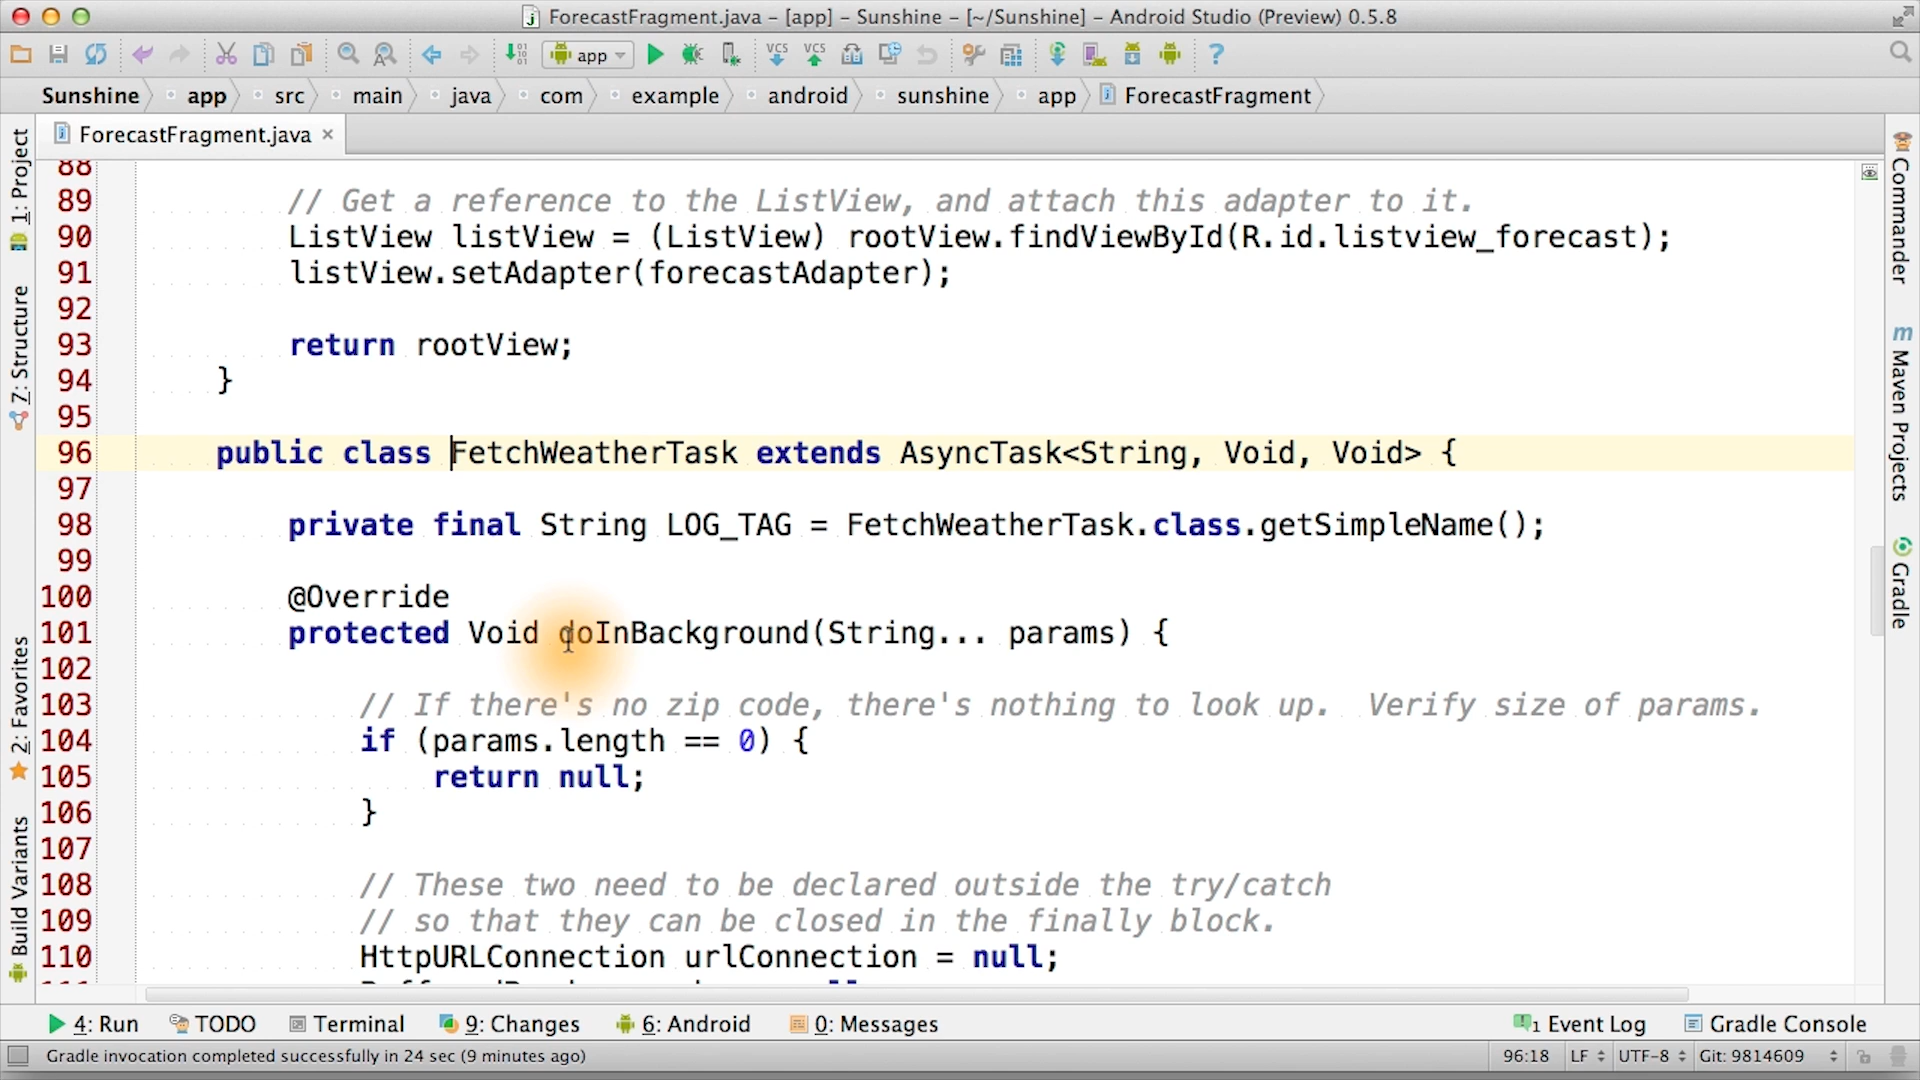 ForecastFragment.java - [app] - Sunshine - [~/Sunshine] - Android Studio (Preview) 0.5.8
app
VCS VCS
Sunshine app src main java com example android sunshine app ForecastFragment
ForecastFragment.java
88
89 // Get a reference to the ListView, and attach this adapter to it.
90 ListView listView = (ListView) rootView.findViewById(R.id.listview_forecast);
91 listView.setAdapter(forecastAdapter);
92
93 return rootView;
94 }
95
96 public class FetchWeatherTask extends AsyncTask<String, Void, Void> {
97
98 private final String LOG_TAG = FetchWeatherTask.class.getSimpleName();
99
100 @Override
101 protected Void doInBackground(String... params) {
102
103 // If there's no zip code, there's nothing to look up.  Verify size of params.
104 if (params.length == 0) {
105 return null;
106 }
107
108 // These two need to be declared outside the try/catch
109 // so that they can be closed in the finally block.
110 HttpURLConnection urlConnection = null;
1: Project
7: Structure
2: Favorites
Build Variants
Commander
Maven Projects
Gradle
4: Run TODO Terminal 9: Changes 6: Android 0: Messages 1 Event Log Gradle Console
Gradle invocation completed successfully in 24 sec (9 minutes ago) 96:18 LF UTF-8 Git: 9814609